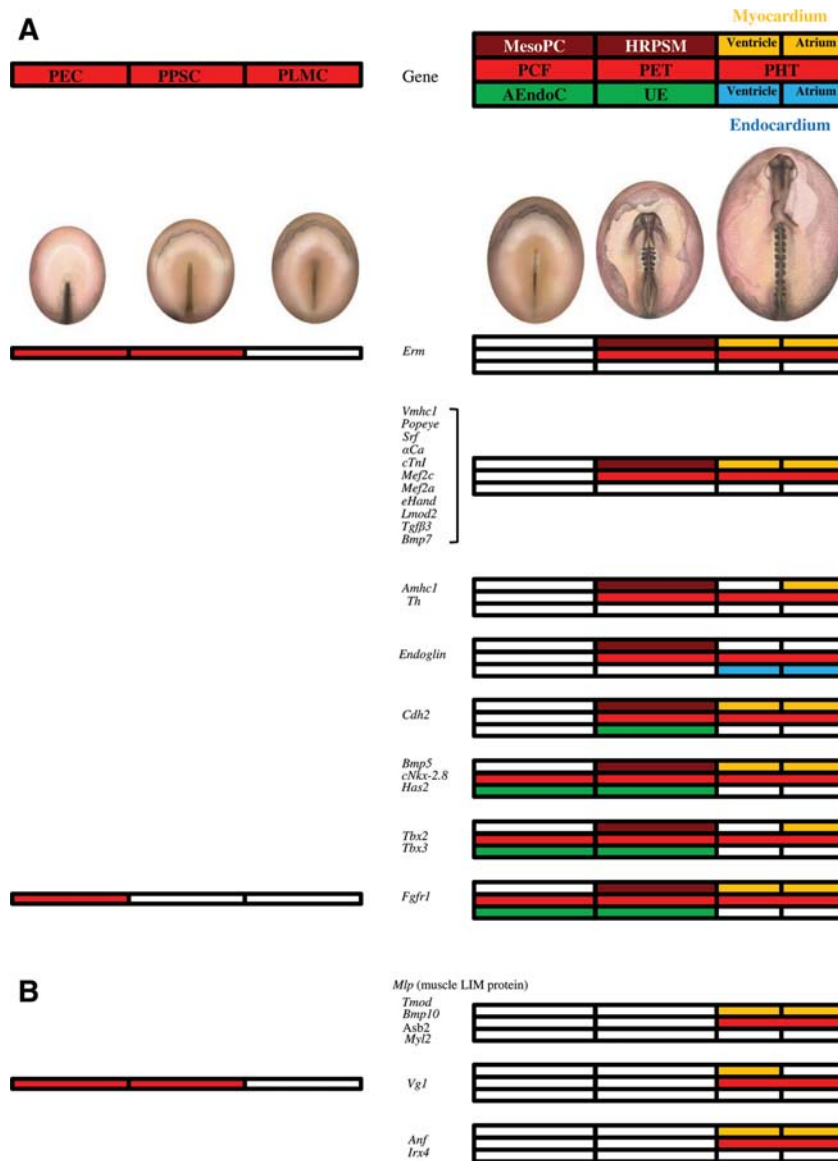 A
Myocardium
MesoPC HRPSM Ventricle Atrium
PEC PPSC PLMC Gene PCF PET PHT
AEndoC UE Ventricle Atrium
Endocardium
Erm
Vmhc1
Popeye
Srf
αCa
cTnI
Mef2c
Mef2a
eHand
Lmod2
Tgfβ3
Bmp7
Amhc1
Th
Endoglin
Cdh2
Bmp5
cNkx-2.8
Has2
Tbx2
Tbx3
Fgfr1
B
Mlp (muscle LIM protein)
Tmod
Bmp10
Asb2
Myl2
Vg1
Anf
Irx4